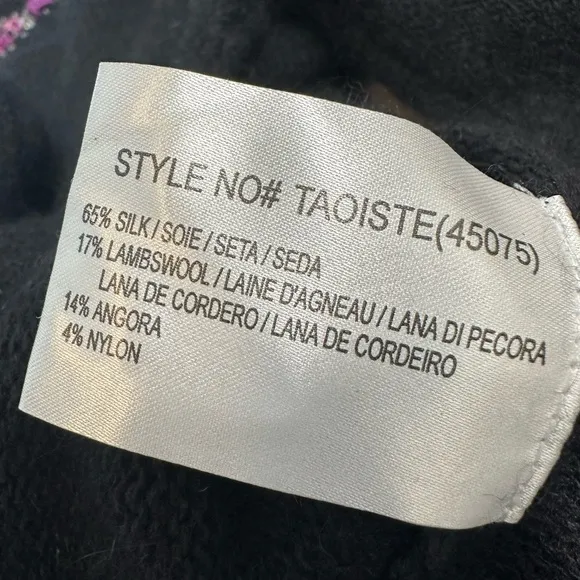 STYLE NO# TAOISTE(45075)
65% SILK / SOIE / SETA / SEDA
17% LAMBSWOOL / LAINE D'AGNEAU / LANA DI PECORA
LANA DE CORDERO / LANA DE CORDEIRO
14% ANGORA
4% NYLON